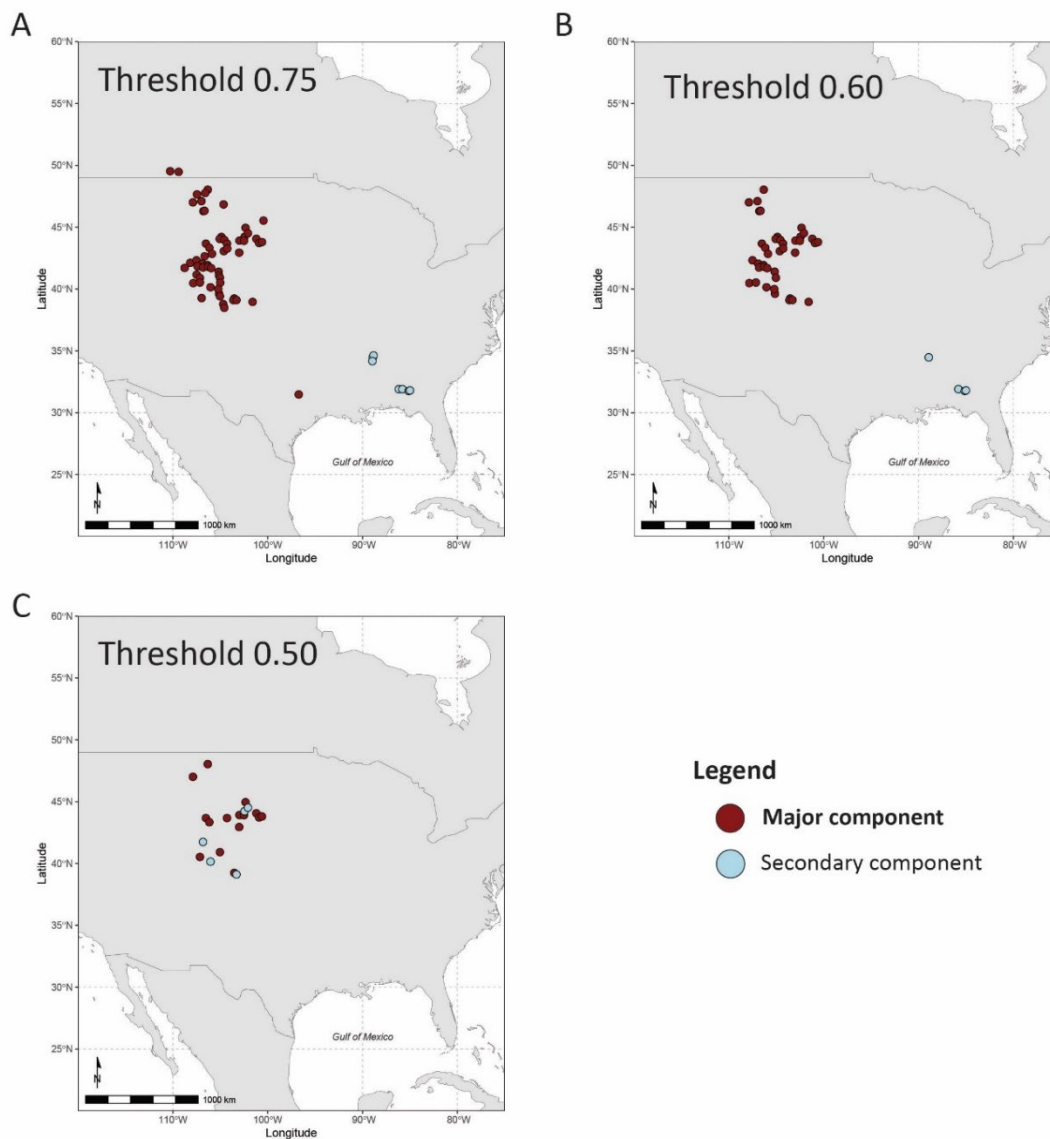 A
Threshold 0.75
60°N
55°N
50°N
45°N
40°N
35°N
30°N
25°N
Latitude
Gulf of Mexico
N
1000 km
110°W 100°W 90°W 80°W
Longitude
B
Threshold 0.60
60°N
55°N
50°N
45°N
40°N
35°N
30°N
25°N
Latitude
Gulf of Mexico
N
1000 km
110°W 100°W 90°W 80°W
Longitude
C
Threshold 0.50
60°N
55°N
50°N
45°N
40°N
35°N
30°N
25°N
Latitude
Gulf of Mexico
N
1000 km
110°W 100°W 90°W 80°W
Longitude
Legend
Major component
Secondary component